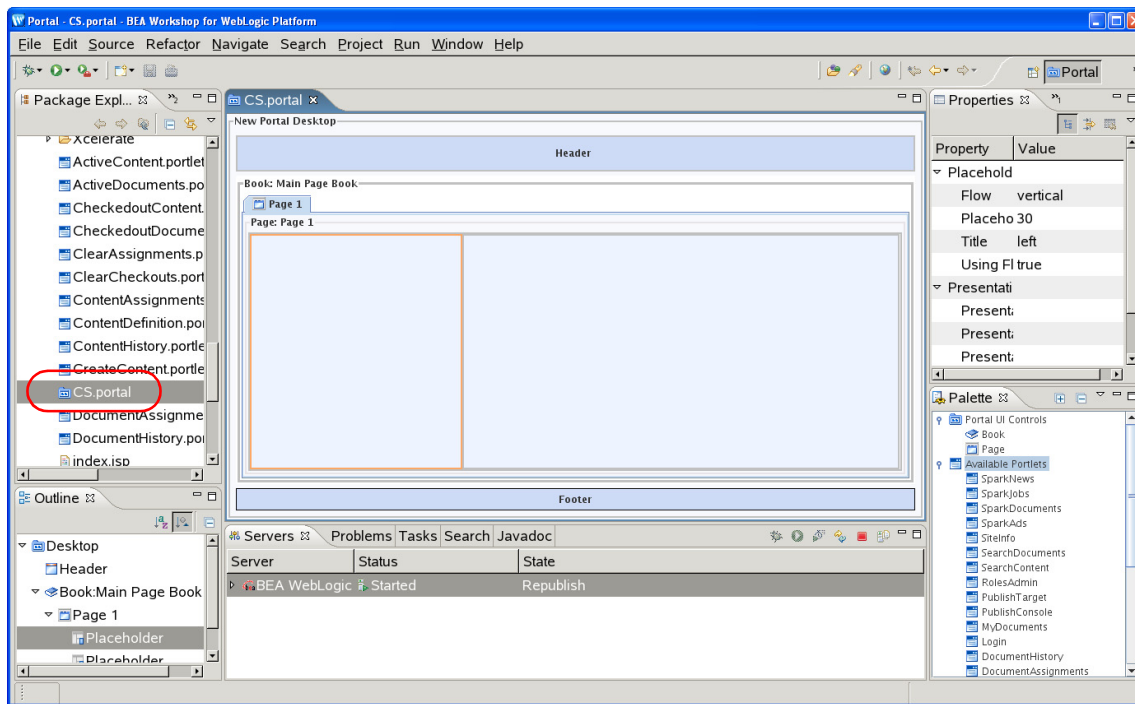 Portal - CS.portal - BEA Workshop for WebLogic Platform
File Edit Source Refactor Navigate Search Project Run Window Help
Portal
Package Expl...
Xcelerate
ActiveContent.portlet
ActiveDocuments.po
CheckedoutContent.
CheckedoutDocume
ClearAssignments.p
ClearCheckouts.port
ContentAssignments
ContentDefinition.por
ContentHistory.portle
CreateContent.portle
CS.portal
DocumentAssignme
DocumentHistory.por
index.jsp
Outline
Desktop
Header
Book:Main Page Book
Page 1
Placeholder
Placeholder
CS.portal
New Portal Desktop
Header
Book: Main Page Book
Page 1
Page: Page 1
Footer
Servers Problems Tasks Search Javadoc
Server Status State
BEA WebLogic Started Republish
Properties
Property Value
Placehold
Flow vertical
Placeho 30
Title left
Using Fl true
Presentati
Presenta
Presenta
Presenta
Palette
Portal UI Controls
Book
Page
Available Portlets
SparkNews
SparkJobs
SparkDocuments
SparkAds
SiteInfo
SearchDocuments
SearchContent
RolesAdmin
PublishTarget
PublishConsole
MyDocuments
Login
DocumentHistory
DocumentAssignments